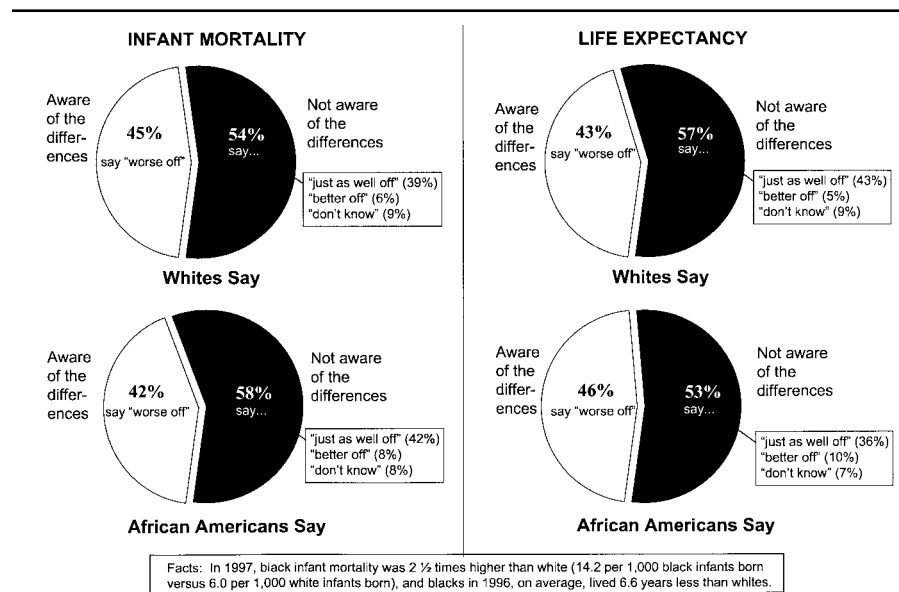 INFANT MORTALITY
Aware
of the
differ-
ences
45%
say "worse off"
54%
say...
Not aware
of the
differences
"just as well off" (39%)
"better off" (6%)
"don't know" (9%)
Whites Say
Aware
of the
differ-
ences
42%
say "worse off"
58%
say...
Not aware
of the
differences
"just as well off" (42%)
"better off" (8%)
"don't know" (8%)
African Americans Say
LIFE EXPECTANCY
Aware
of the
differ-
ences
43%
say "worse off"
57%
say...
Not aware
of the
differences
"just as well off" (43%)
"better off" (5%)
"don't know" (9%)
Whites Say
Aware
of the
differ-
ences
46%
say "worse off"
53%
say...
Not aware
of the
differences
"just as well off" (36%)
"better off" (10%)
"don't know" (7%)
African Americans Say
Facts: In 1997, black infant mortality was 2 ½ times higher than white (14.2 per 1,000 black infants born
versus 6.0 per 1,000 white infants born), and blacks in 1996, on average, lived 6.6 years less than whites.